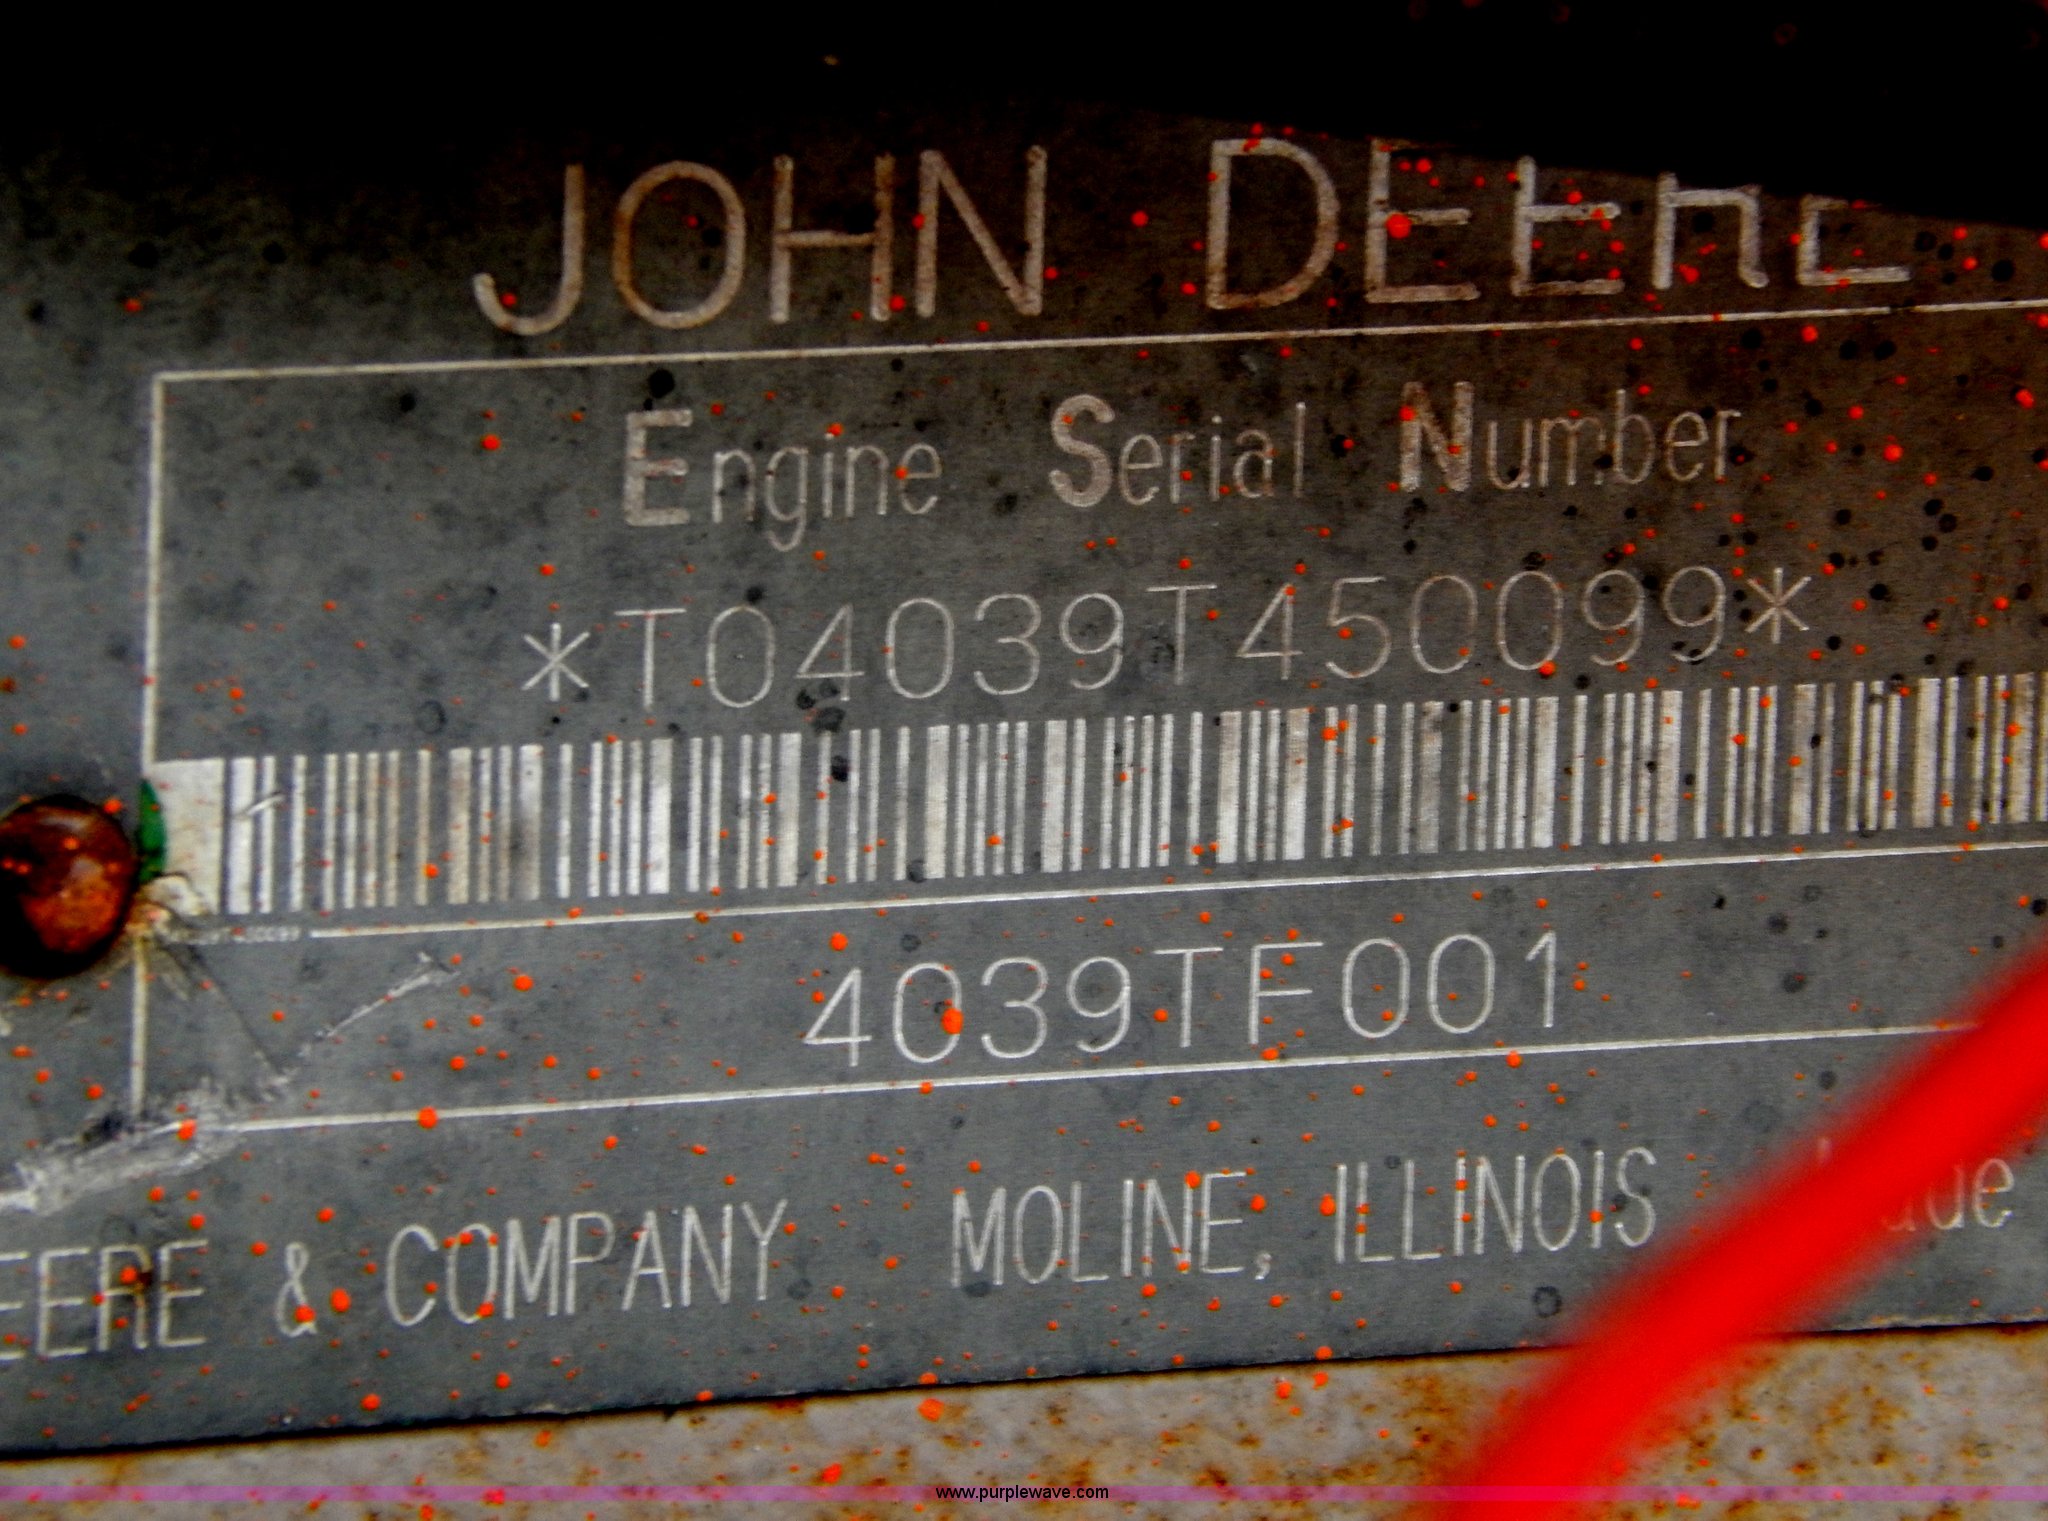 JOHN DEERE
Engine Serial Number
*T04039T450099*
4039TF001
EERE & COMPANY MOLINE, ILLINOIS
www.purplewave.com